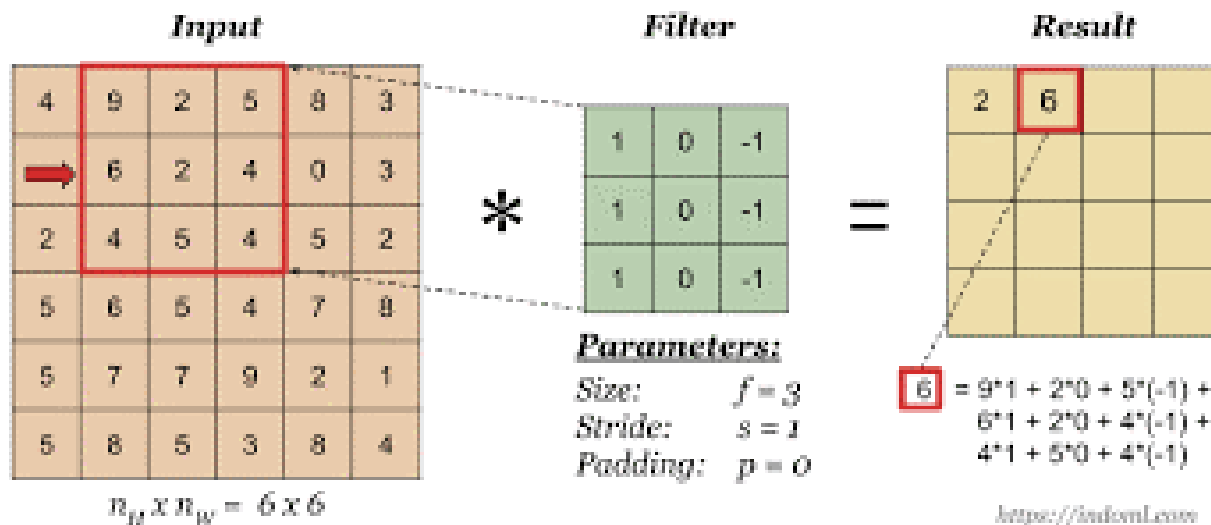 Input
Filter
Result
4 9 2 5 8 3
6 2 4 0 3
2 4 5 4 5 2
5 6 5 4 7 8
5 7 7 9 2 1
5 8 5 3 8 4
n_H x n_W = 6 x 6
*
1 0 -1
1 0 -1
1 0 -1
Parameters:
Size: f = 3
Stride: s = 1
Padding: p = 0
=
2 6
6 = 9*1 + 2*0 + 5*(-1) +
6*1 + 2*0 + 4*(-1) +
4*1 + 5*0 + 4*(-1)
https://indoml.com